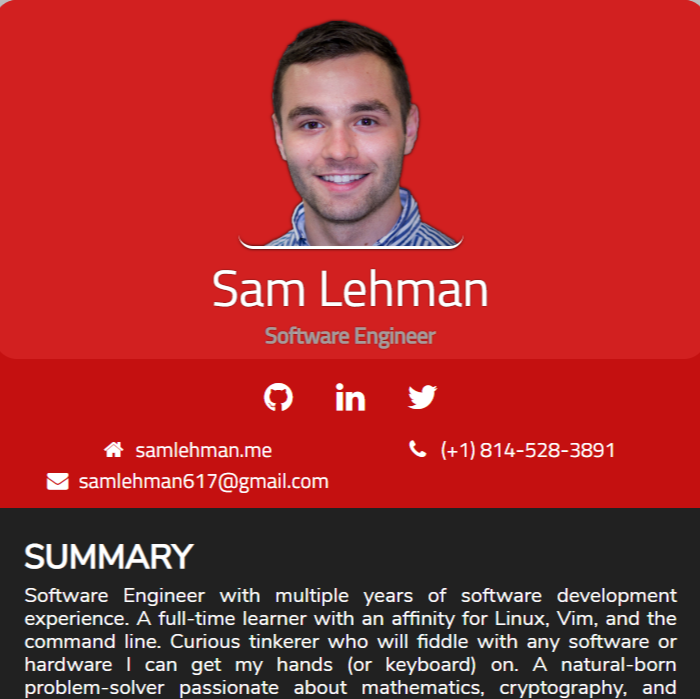 Sam Lehman
Software Engineer
samlehman.me
(+1) 814-528-3891
samlehman617@gmail.com
SUMMARY
Software Engineer with multiple years of software development
experience. A full-time learner with an affinity for Linux, Vim, and the
command line. Curious tinkerer who will fiddle with any software or
hardware I can get my hands (or keyboard) on. A natural-born
problem-solver passionate about mathematics, cryptography, and